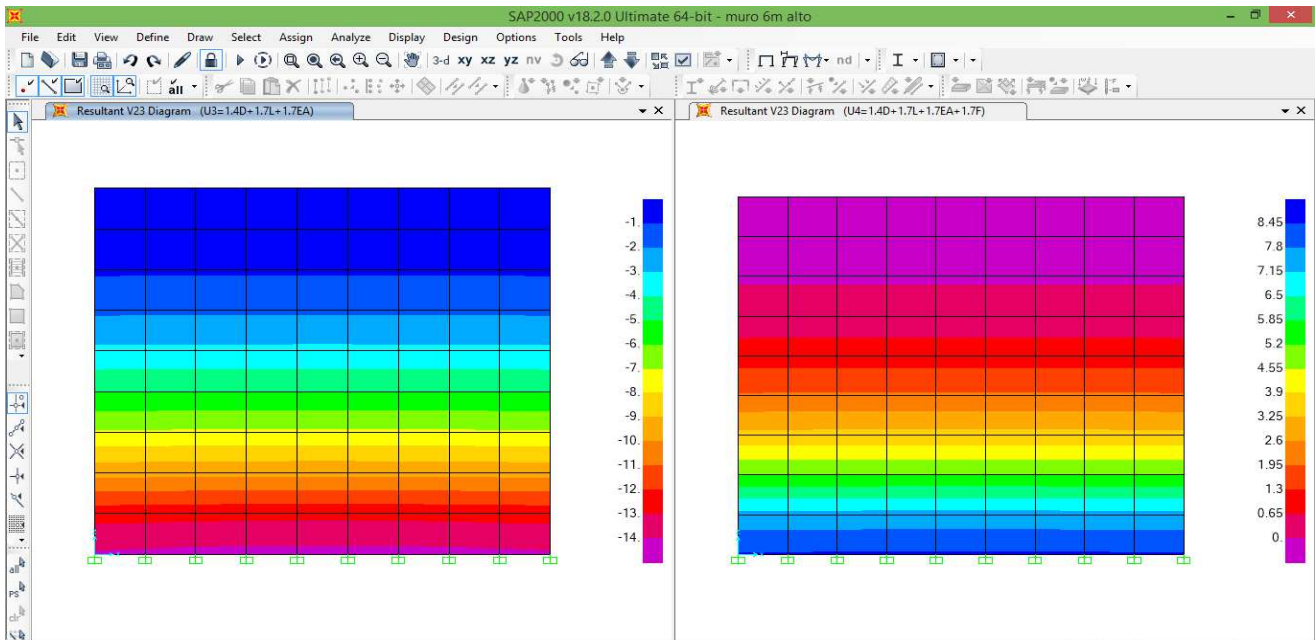 SAP2000 v18.2.0 Ultimate 64-bit - muro 6m alto
File Edit View Define Draw Select Assign Analyze Display Design Options Tools Help
3-d xy xz yz nv
nd
all
Resultant V23 Diagram (U3=1.4D+1.7L+1.7EA)
Resultant V23 Diagram (U4=1.4D+1.7L+1.7EA+1.7F)
-1.
-2.
-3.
-4.
-5.
-6.
-7.
-8.
-9.
-10.
-11.
-12.
-13.
-14.
8.45
7.8
7.15
6.5
5.85
5.2
4.55
3.9
3.25
2.6
1.95
1.3
0.65
0.
all
PS
clr